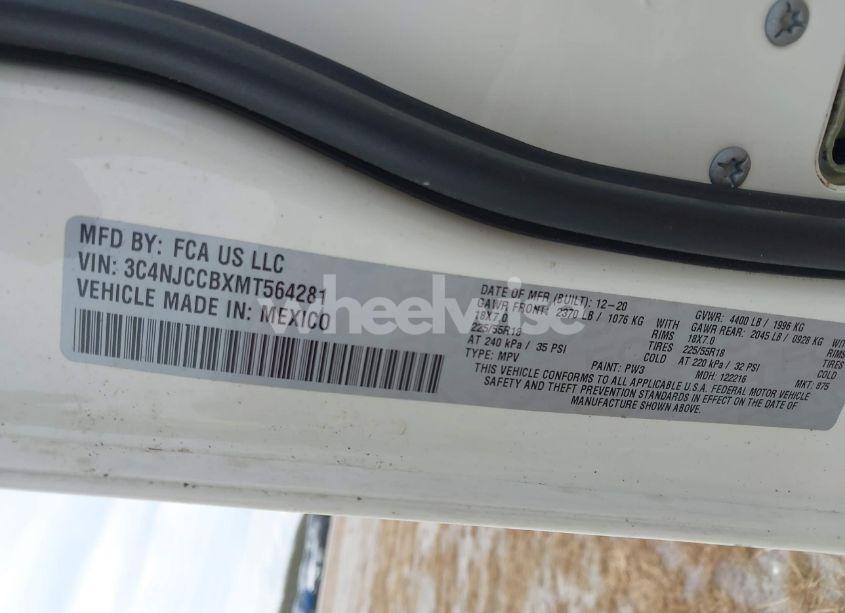 MFD BY: FCA US LLC
VIN: 3C4NJCCBXMT564281
VEHICLE MADE IN: MEXICO
wheelwise
DATE OF MFR (BUILT): 12-20 GVWR: 4400 LB / 1996 KG
GAWR FRONT: 2370 LB / 1076 KG WITH GAWR REAR: 2045 LB / 0928 KG WITH
18X7.0 RIMS 18X7.0 RIMS
225/55R18 TIRES 225/55R18 TIRES
AT 240 kPa / 35 PSI COLD AT 220 kPa / 32 PSI COLD
TYPE: MPV PAINT: PW3 MDH: 122216 MKT: 875
THIS VEHICLE CONFORMS TO ALL APPLICABLE U.S.A. FEDERAL MOTOR VEHICLE
SAFETY AND THEFT PREVENTION STANDARDS IN EFFECT ON THE DATE OF
MANUFACTURE SHOWN ABOVE.